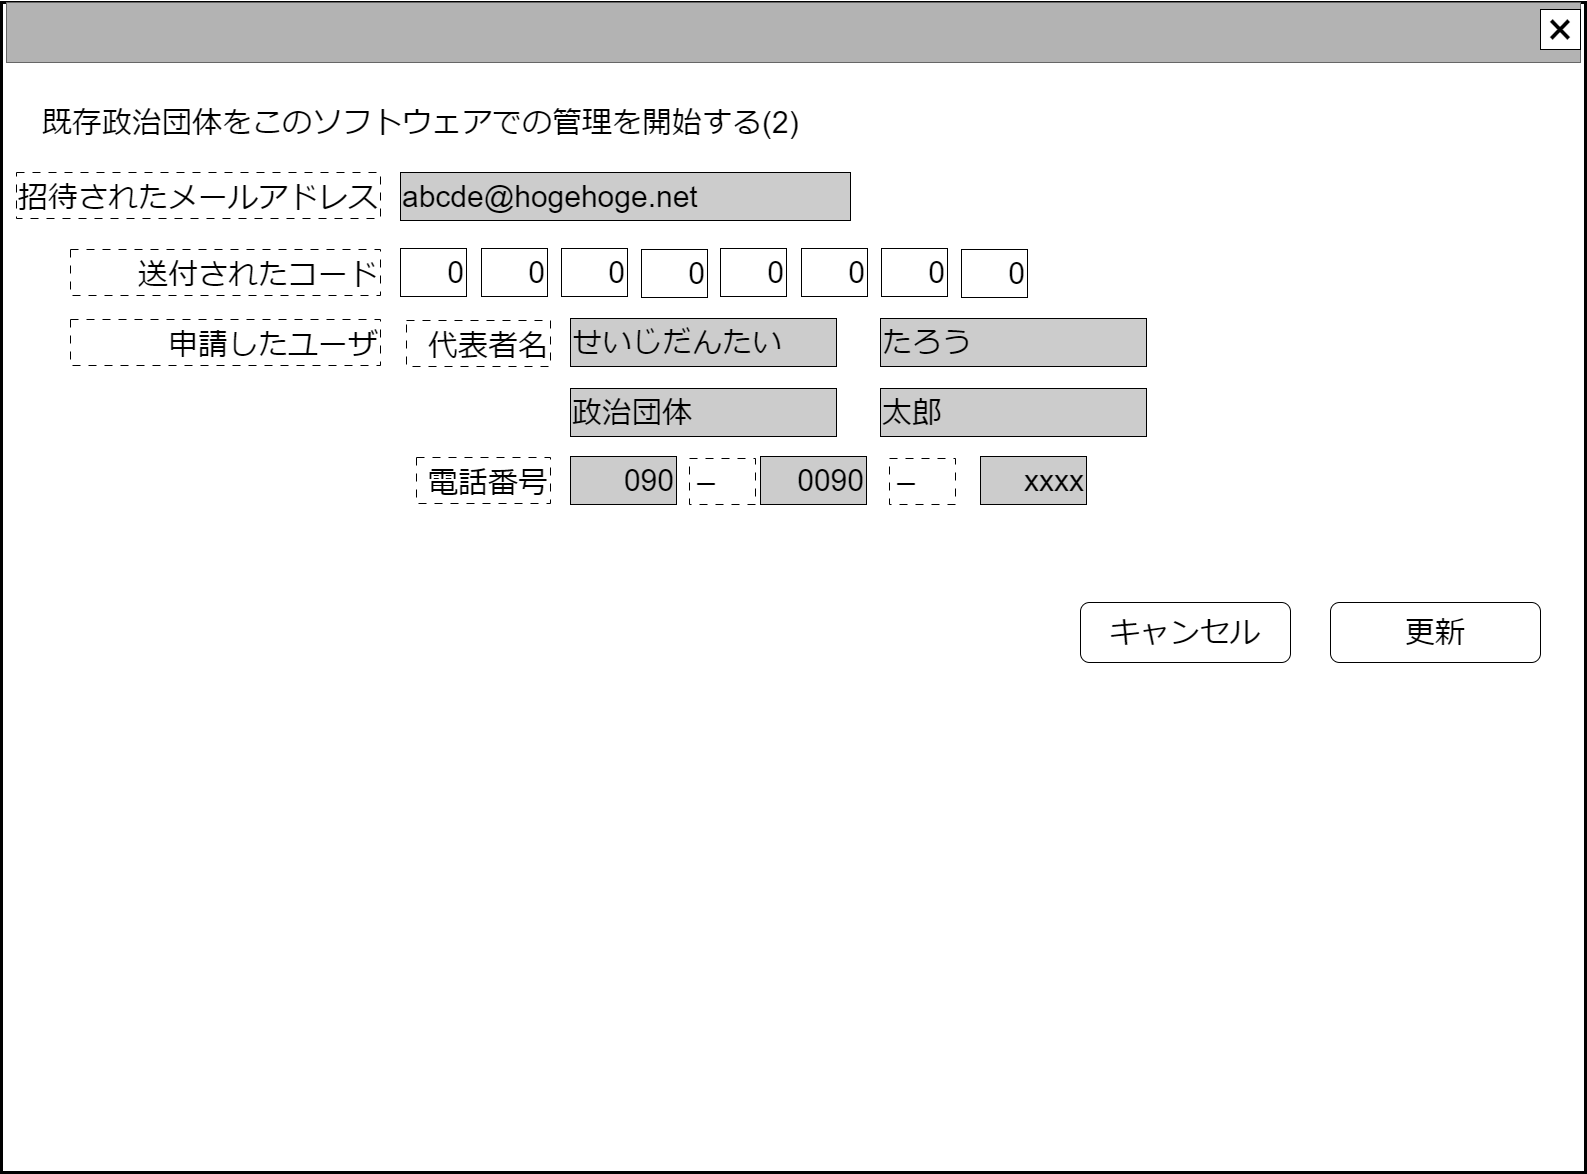 ×
既存政治団体をこのソフトウェアでの管理を開始する(2)
招待されたメールアドレス abcde@hogehoge.net
送付されたコード 0 0 0 0 0 0 0 0
申請したユーザ 代表者名 せいじだんたい たろう
政治団体 太郎
電話番号 090 – 0090 – xxxx
キャンセル 更新